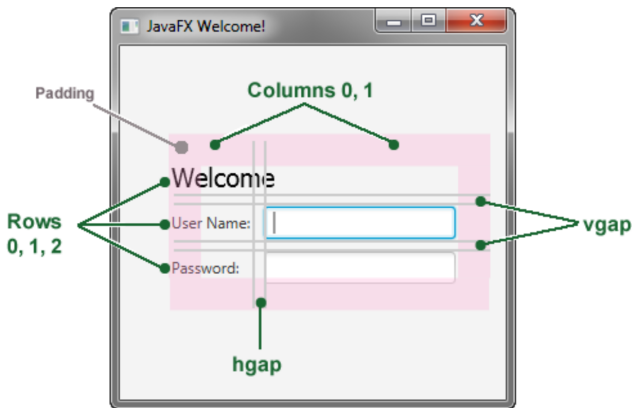 JavaFX Welcome!
Padding
Columns 0, 1
Welcome
Rows
0, 1, 2
User Name:
vgap
Password:
hgap